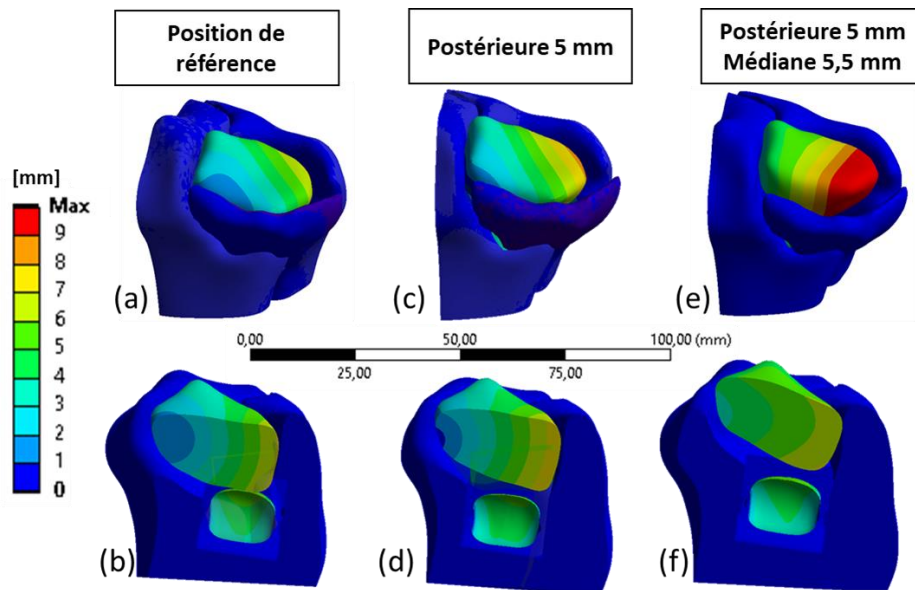 Position de
référence
Postérieure 5 mm
Postérieure 5 mm
Médiane 5,5 mm
[mm]
Max
9
8
7
6
5
4
3
2
1
0
(a)
(c)
(e)
0,00
50,00
100,00 (mm)
25,00
75,00
(b)
(d)
(f)